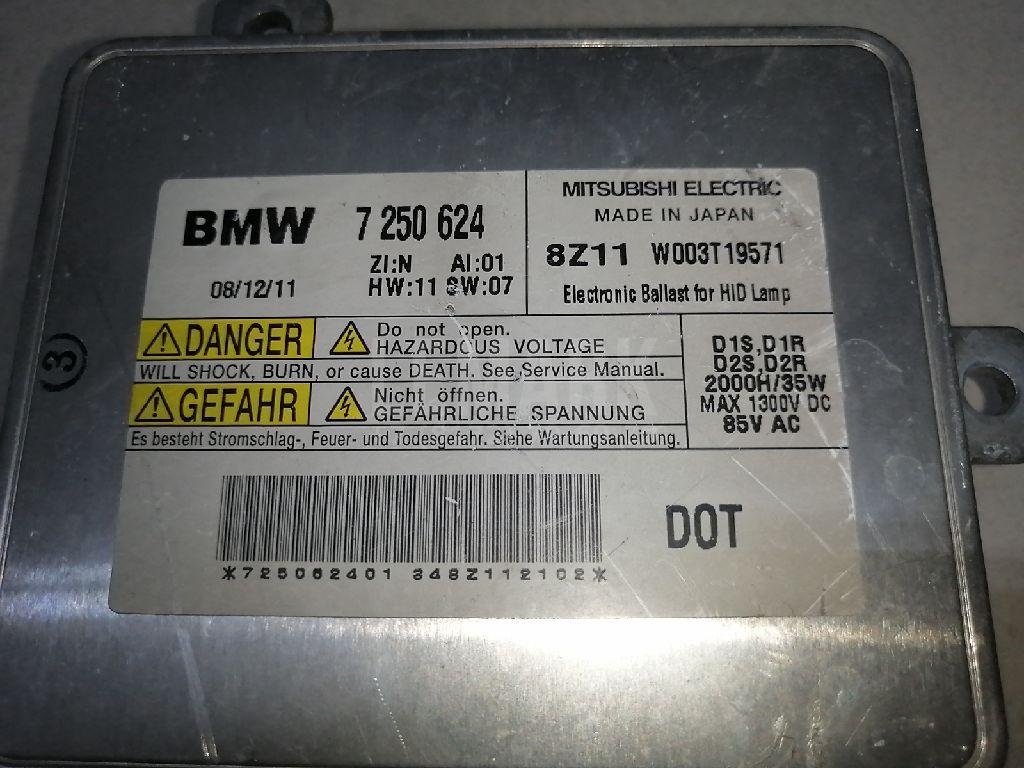 BMW 7 250 624
ZI:N AI:01
08/12/11 HW:11 SW:07
MITSUBISHI ELECTRIC
MADE IN JAPAN
8Z11 W003T19571
Electronic Ballast for HID Lamp
DANGER Do not open.
HAZARDOUS VOLTAGE
WILL SHOCK, BURN, or cause DEATH. See Service Manual.
GEFAHR Nicht öffnen.
GEFÄHRLICHE SPANNUNG
Es besteht Stromschlag-, Feuer- und Todesgefahr. Siehe Wartungsanleitung.
D1S,D1R
D2S,D2R
2000H/35W
MAX 1300V DC
85V AC
(3)
DOT
*725062401 348Z112102*